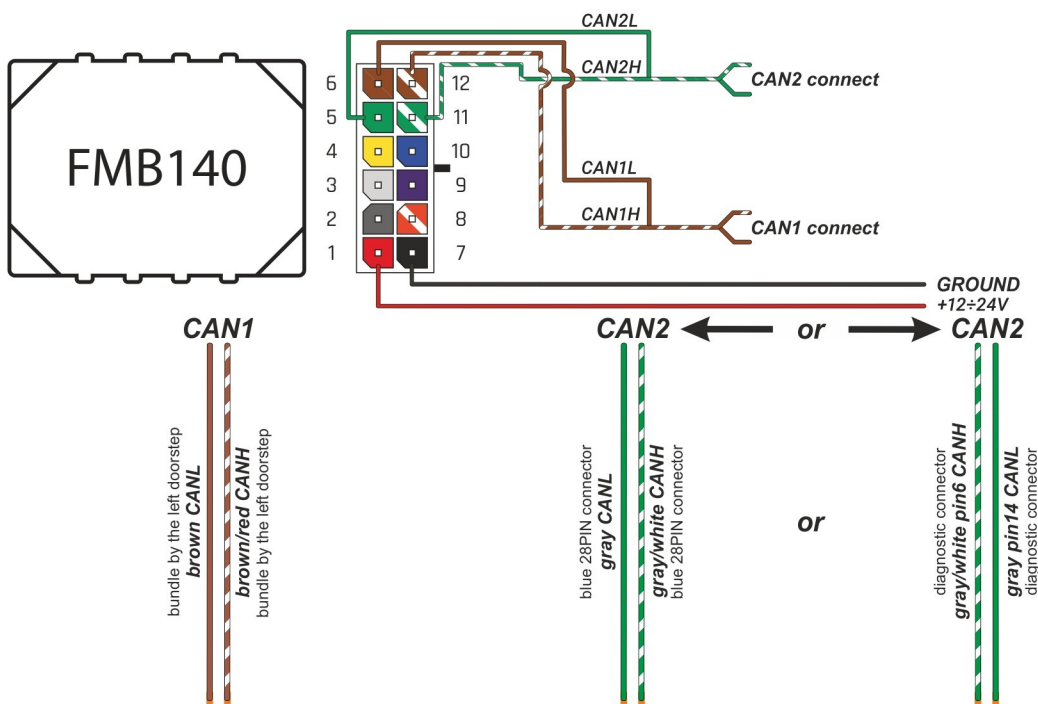 FMB140
6
12
5
11
4
10
3
9
2
8
1
7
CAN2L
CAN2H
CAN2 connect
CAN1L
CAN1H
CAN1 connect
GROUND
+12÷24V
CAN1
CAN2
or
CAN2
bundle by the left doorstep
brown CANL
brown/red CANH
bundle by the left doorstep
blue 28PIN connector
gray CANL
gray/white CANH
blue 28PIN connector
or
diagnostic connector
gray/white pin6 CANH
gray pin14 CANL
diagnostic connector